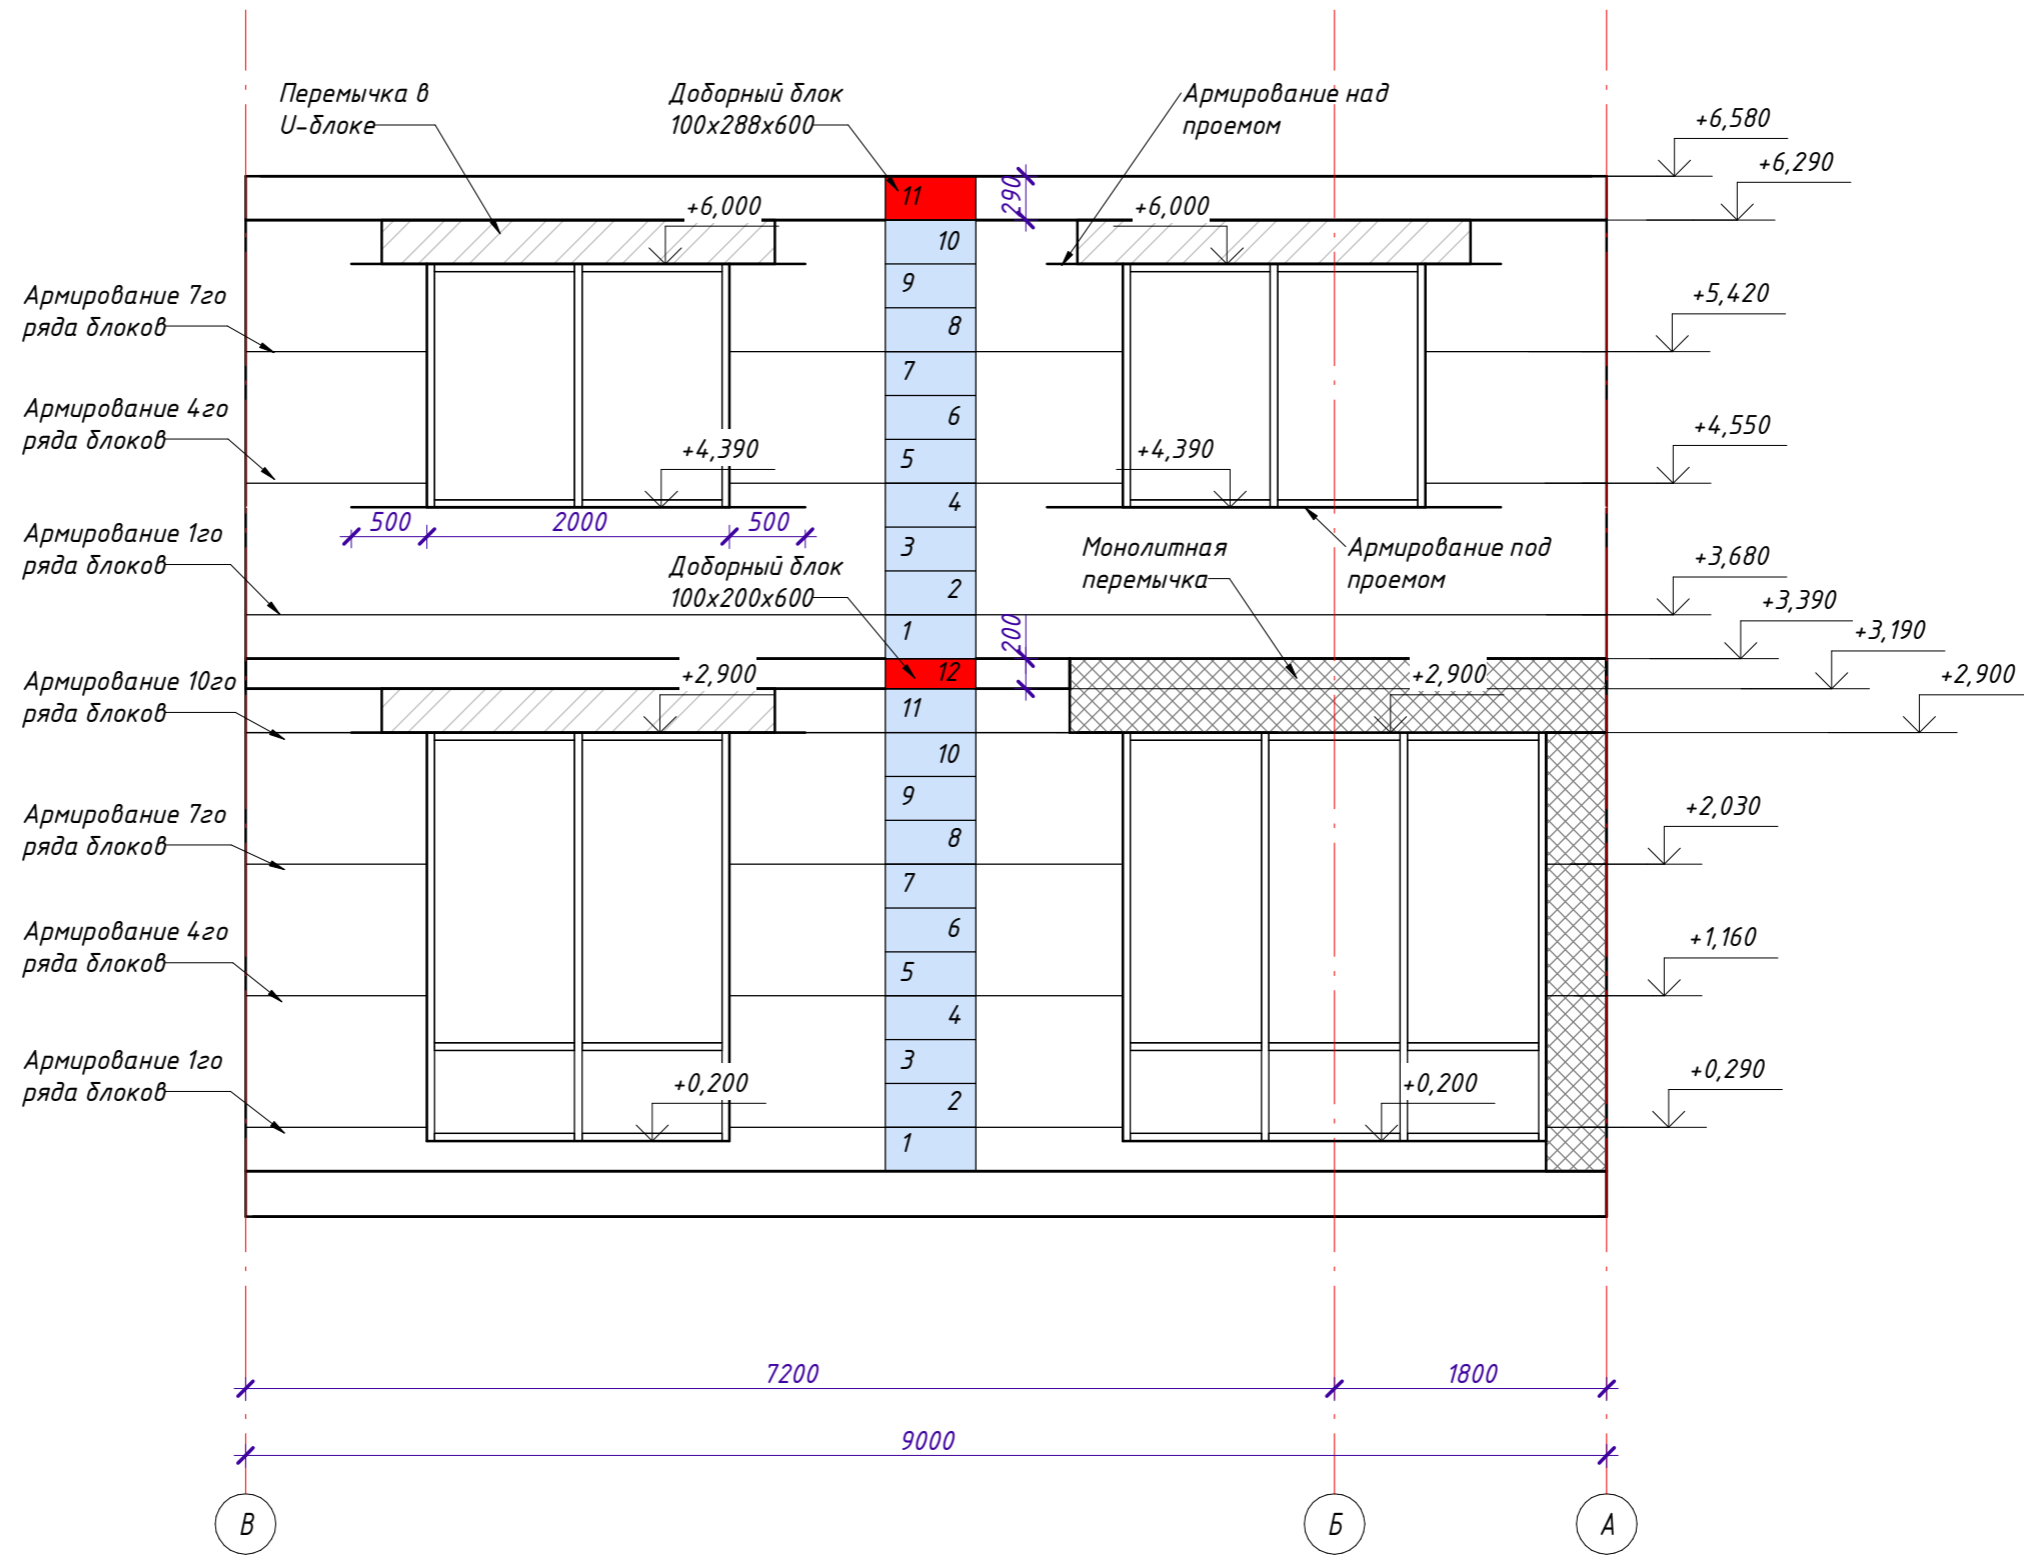 Перемычка в
U-блоке
Доборный блок
100х288х600
Армирование над
проемом
+6,580
+6,290
11
290
+6,000
+6,000
10
9
Армирование 7го
ряда блоков
+5,420
8
7
Армирование 4го
ряда блоков
+4,550
6
+4,390
5
+4,390
4
500
2000
500
Армирование 1го
ряда блоков
3
Монолитная
перемычка
Армирование под
проемом
Доборный блок
100х200х600
2
+3,680
+3,390
1
200
+3,190
Армирование 10го
ряда блоков
+2,900
12
+2,900
+2,900
11
10
9
Армирование 7го
ряда блоков
+2,030
8
7
Армирование 4го
ряда блоков
6
+1,160
5
4
Армирование 1го
ряда блоков
3
+0,290
+0,200
2
+0,200
1
7200
1800
9000
В
Б
А